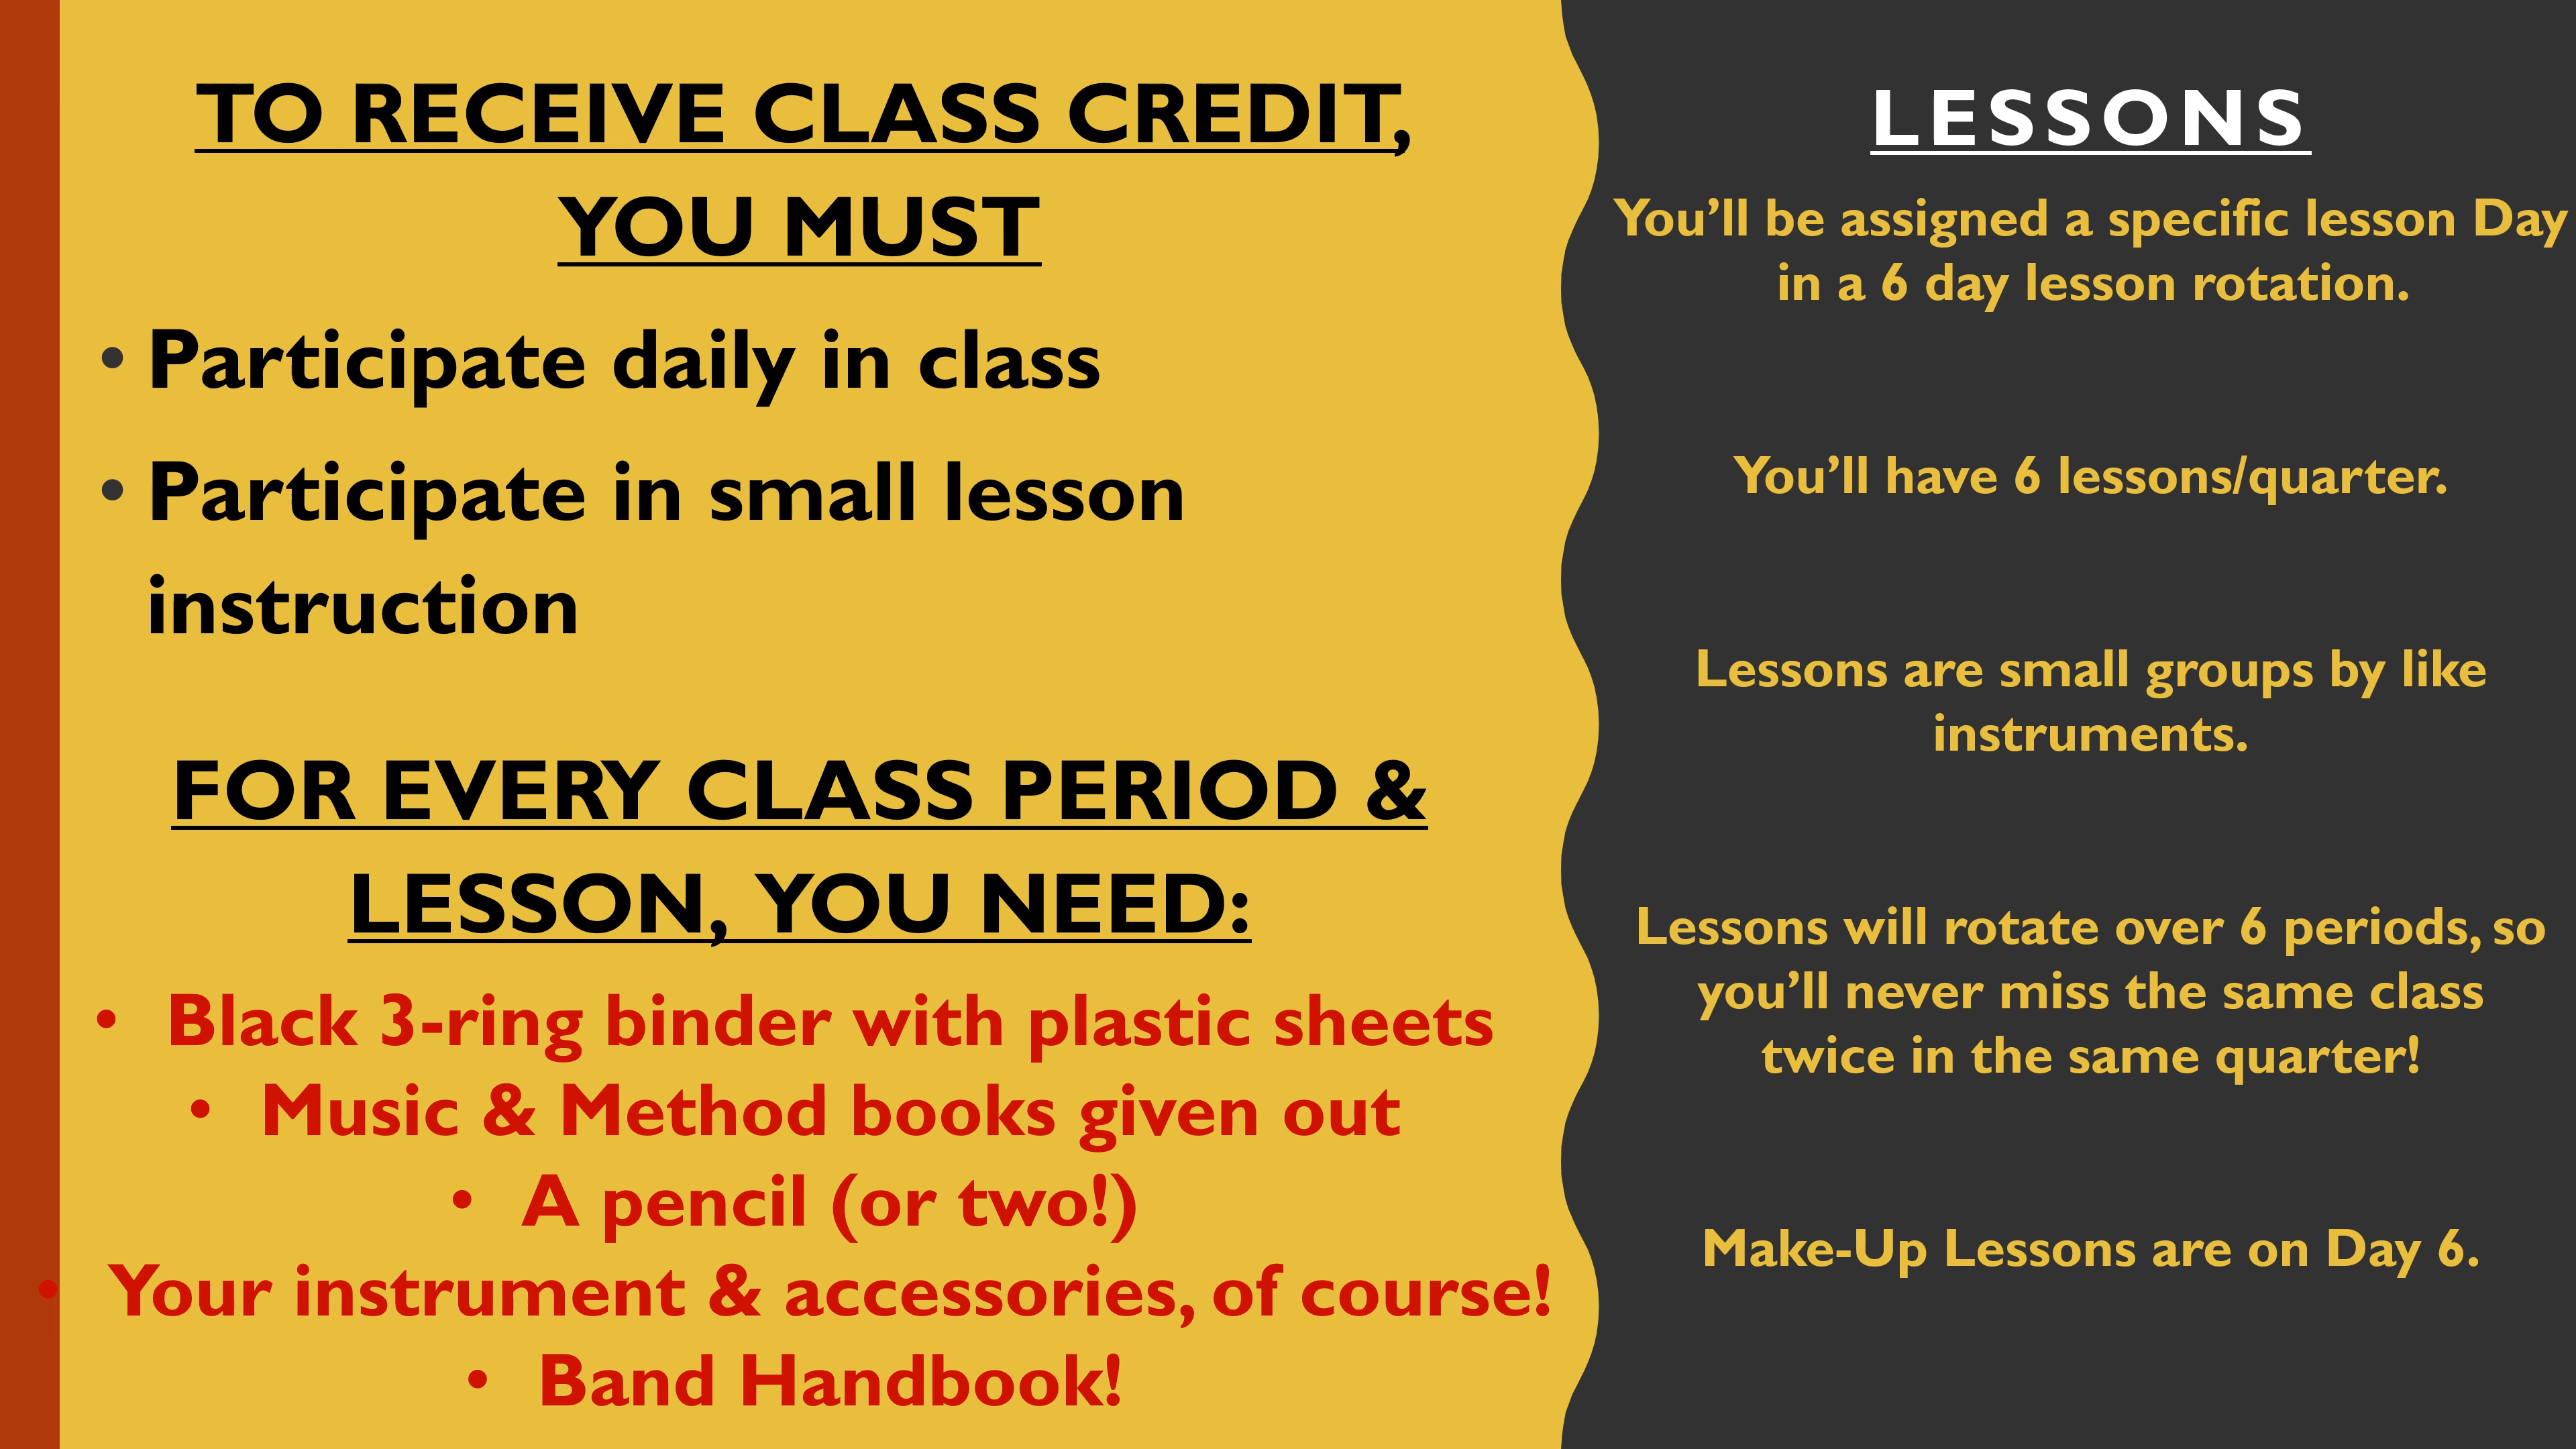 TO RECEIVE CLASS CREDIT,
YOU MUST
• Participate daily in class
• Participate in small lesson
instruction
FOR EVERY CLASS PERIOD &
LESSON, YOU NEED:
• Black 3-ring binder with plastic sheets
• Music & Method books given out
• A pencil (or two!)
• Your instrument & accessories, of course!
• Band Handbook!
LESSONS
You’ll be assigned a specific lesson Day
in a 6 day lesson rotation.
You’ll have 6 lessons/quarter.
Lessons are small groups by like
instruments.
Lessons will rotate over 6 periods, so
you’ll never miss the same class
twice in the same quarter!
Make-Up Lessons are on Day 6.